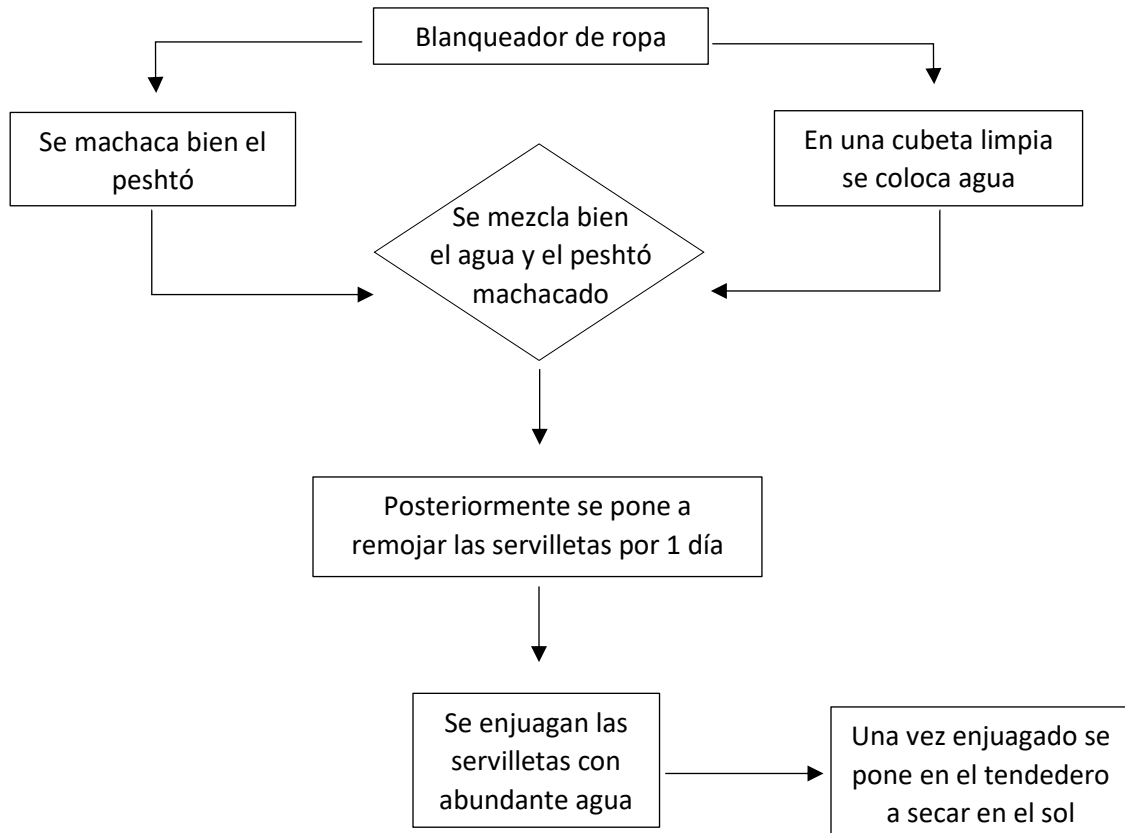 Blanqueador de ropa
Se machaca bien el
peshtó
En una cubeta limpia
se coloca agua
Se mezcla bien
el agua y el peshtó
machacado
Posteriormente se pone a
remojar las servilletas por 1 día
Se enjuagan las
servilletas con
abundante agua
Una vez enjuagado se
pone en el tendedero
a secar en el sol